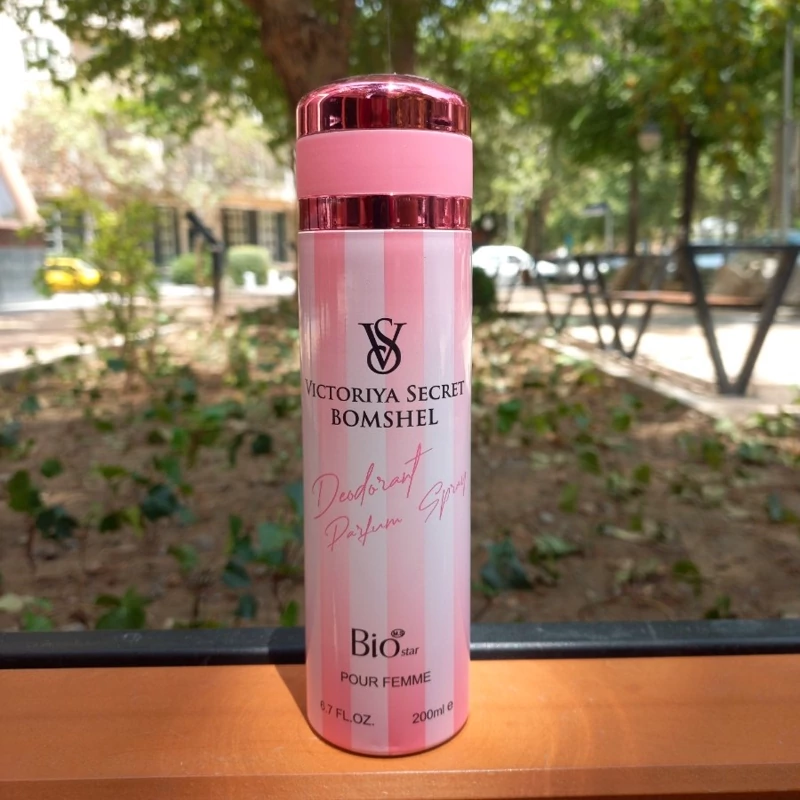 VS
VICTORIYA SECRET
BOMSHEL
Deodorant
Parfum Spray
Bio star
POUR FEMME
6.7 FL.OZ. 200ml e